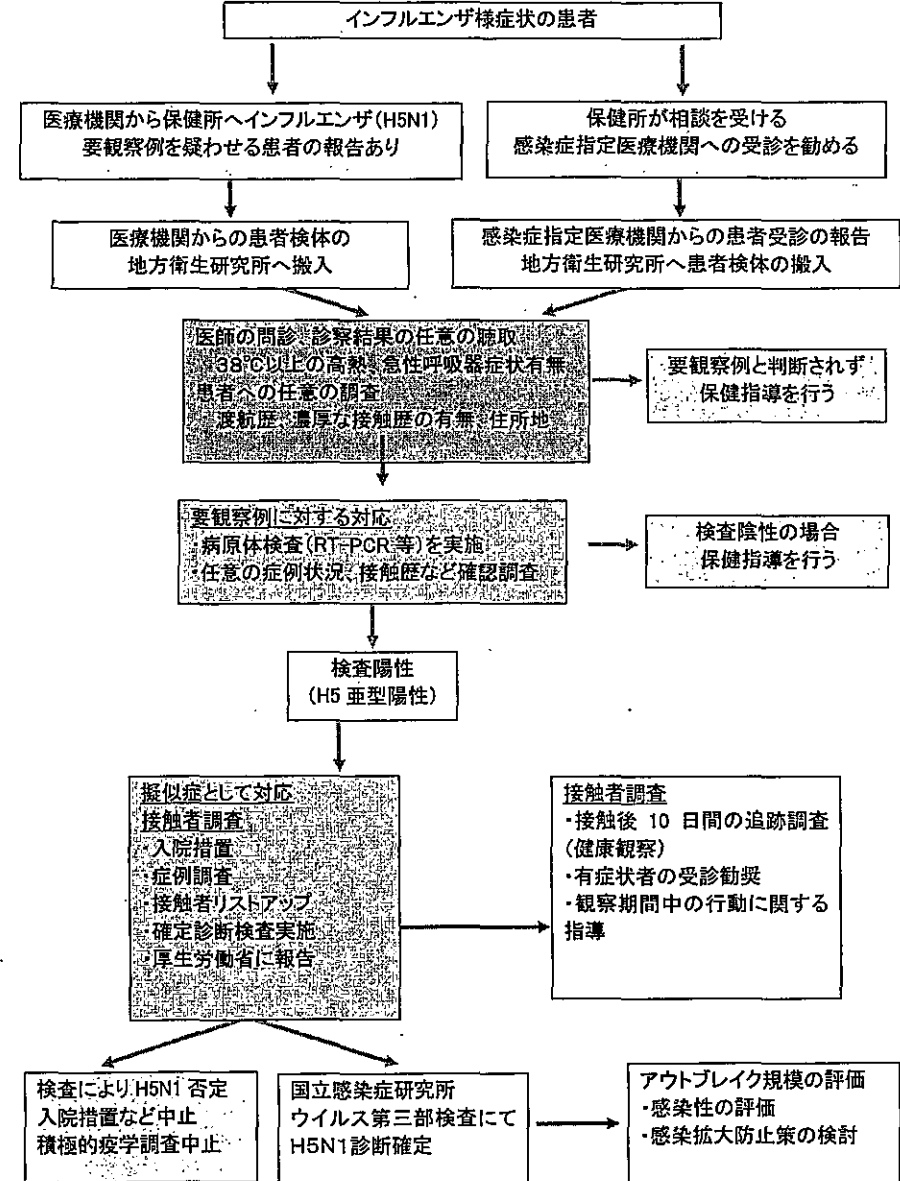 インフルエンザ様症状の患者
医療機関から保健所へインフルエンザ(H5N1)
要観察例を疑わせる患者の報告あり
保健所が相談を受ける
感染症指定医療機関への受診を勧める
医療機関からの患者検体の
地方衛生研究所へ搬入
感染症指定医療機関からの患者受診の報告
地方衛生研究所へ患者検体の搬入
医師の問診、診察結果の任意の聴取
38℃以上の高熱、急性呼吸器症状有無
患者への任意の調査
渡航歴、濃厚な接触歴の有無、住所地
要観察例と判断されず
保健指導を行う
要観察例に対する対応
・病原体検査(RT-PCR等)を実施
・任意の症例状況、接触歴など確認調査
検査陰性の場合
保健指導を行う
検査陽性
(H5亜型陽性)
擬似症として対応
接触者調査
・入院措置
・症例調査
・接触者リストアップ
・確定診断検査実施
・厚生労働省に報告
接触者調査
・接触後 10 日間の追跡調査
(健康観察)
・有症状者の受診勧奨
・観察期間中の行動に関する
指導
検査によりH5N1否定
入院措置など中止
積極的疫学調査中止
国立感染症研究所
ウイルス第三部検査にて
H5N1診断確定
アウトブレイク規模の評価
・感染性の評価
・感染拡大防止策の検討